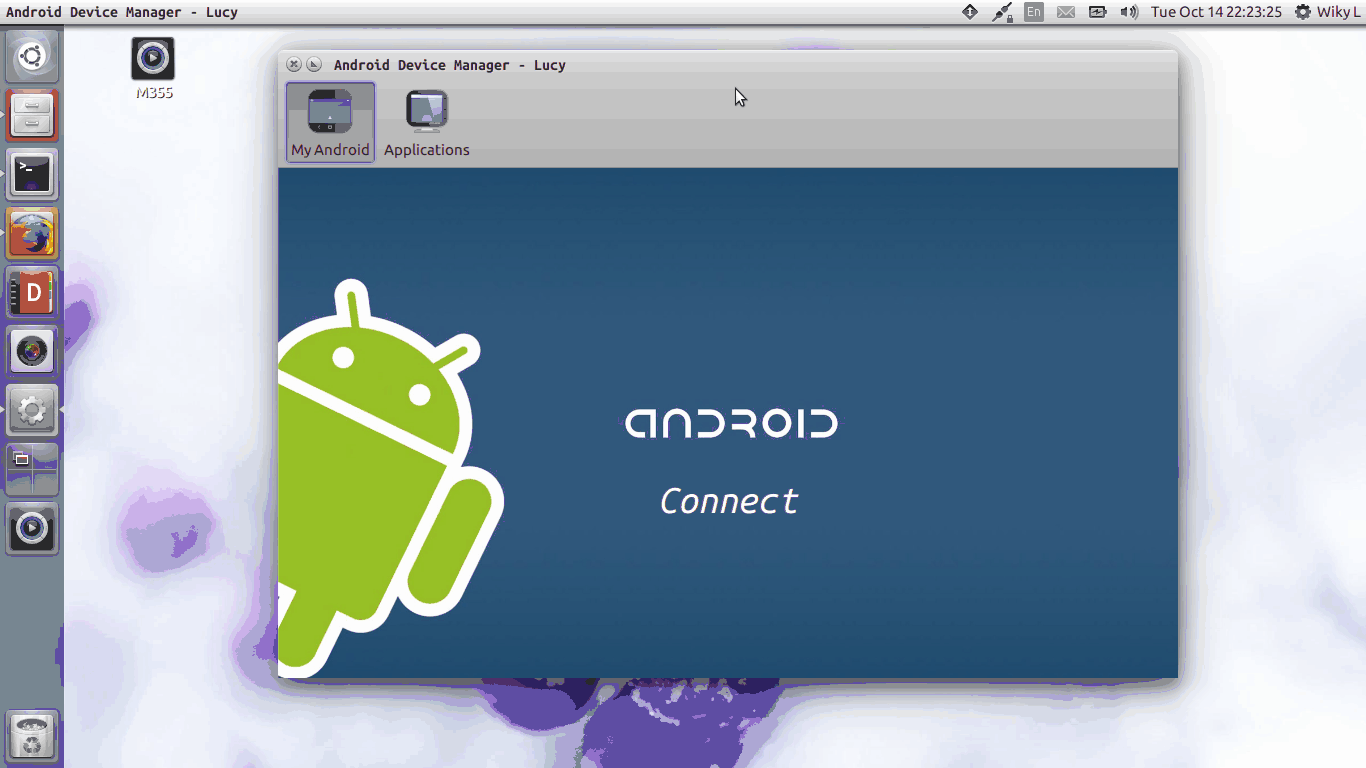 Android Device Manager - Lucy
En
Tue Oct 14 22:23:25
Wiky L
M355
Android Device Manager - Lucy
My Android
Applications
>_
D
ANDROID
Connect